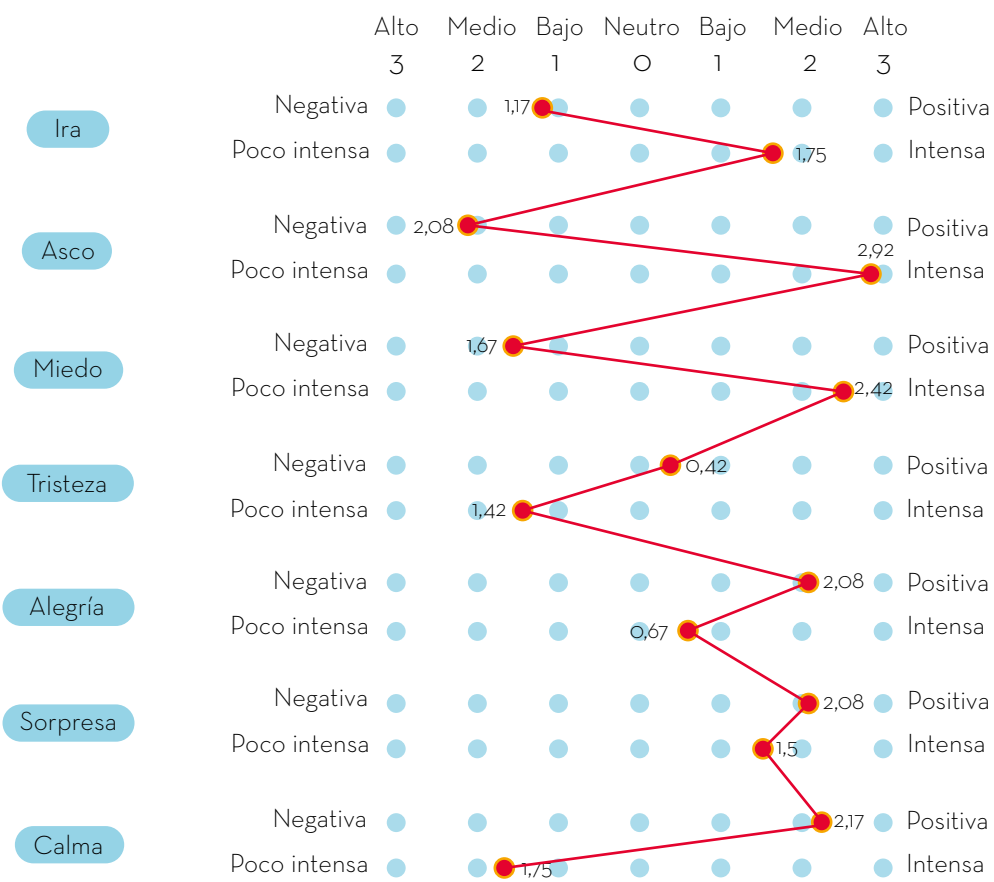 Alto Medio Bajo Neutro Bajo Medio Alto
3 2 1 0 1 2 3
Negativa 1,17 Positiva
Ira
Poco intensa 1,75 Intensa
Negativa 2,08 Positiva
Asco
2,92
Poco intensa Intensa
Negativa 1,67 Positiva
Miedo
Poco intensa 2,42 Intensa
Negativa 0,42 Positiva
Tristeza
Poco intensa 1,42 Intensa
Negativa 2,08 Positiva
Alegría
Poco intensa 0,67 Intensa
Negativa 2,08 Positiva
Sorpresa
Poco intensa 1,5 Intensa
Negativa 2,17 Positiva
Calma
Poco intensa 1,75 Intensa